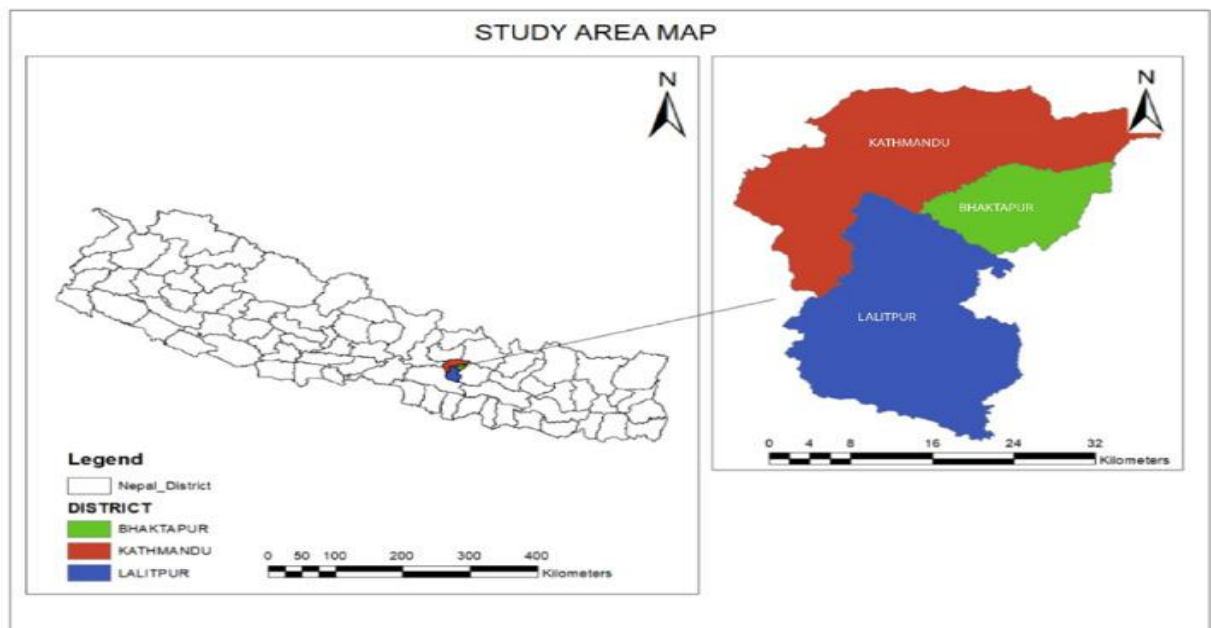 STUDY AREA MAP
N
Legend
Nepal_District
DISTRICT
BHAKTAPUR
KATHMANDU
LALITPUR
0 50 100 200 300 400
Kilometers
N
KATHMANDU
BHAKTAPUR
LALITPUR
0 4 8 16 24 32
Kilometers